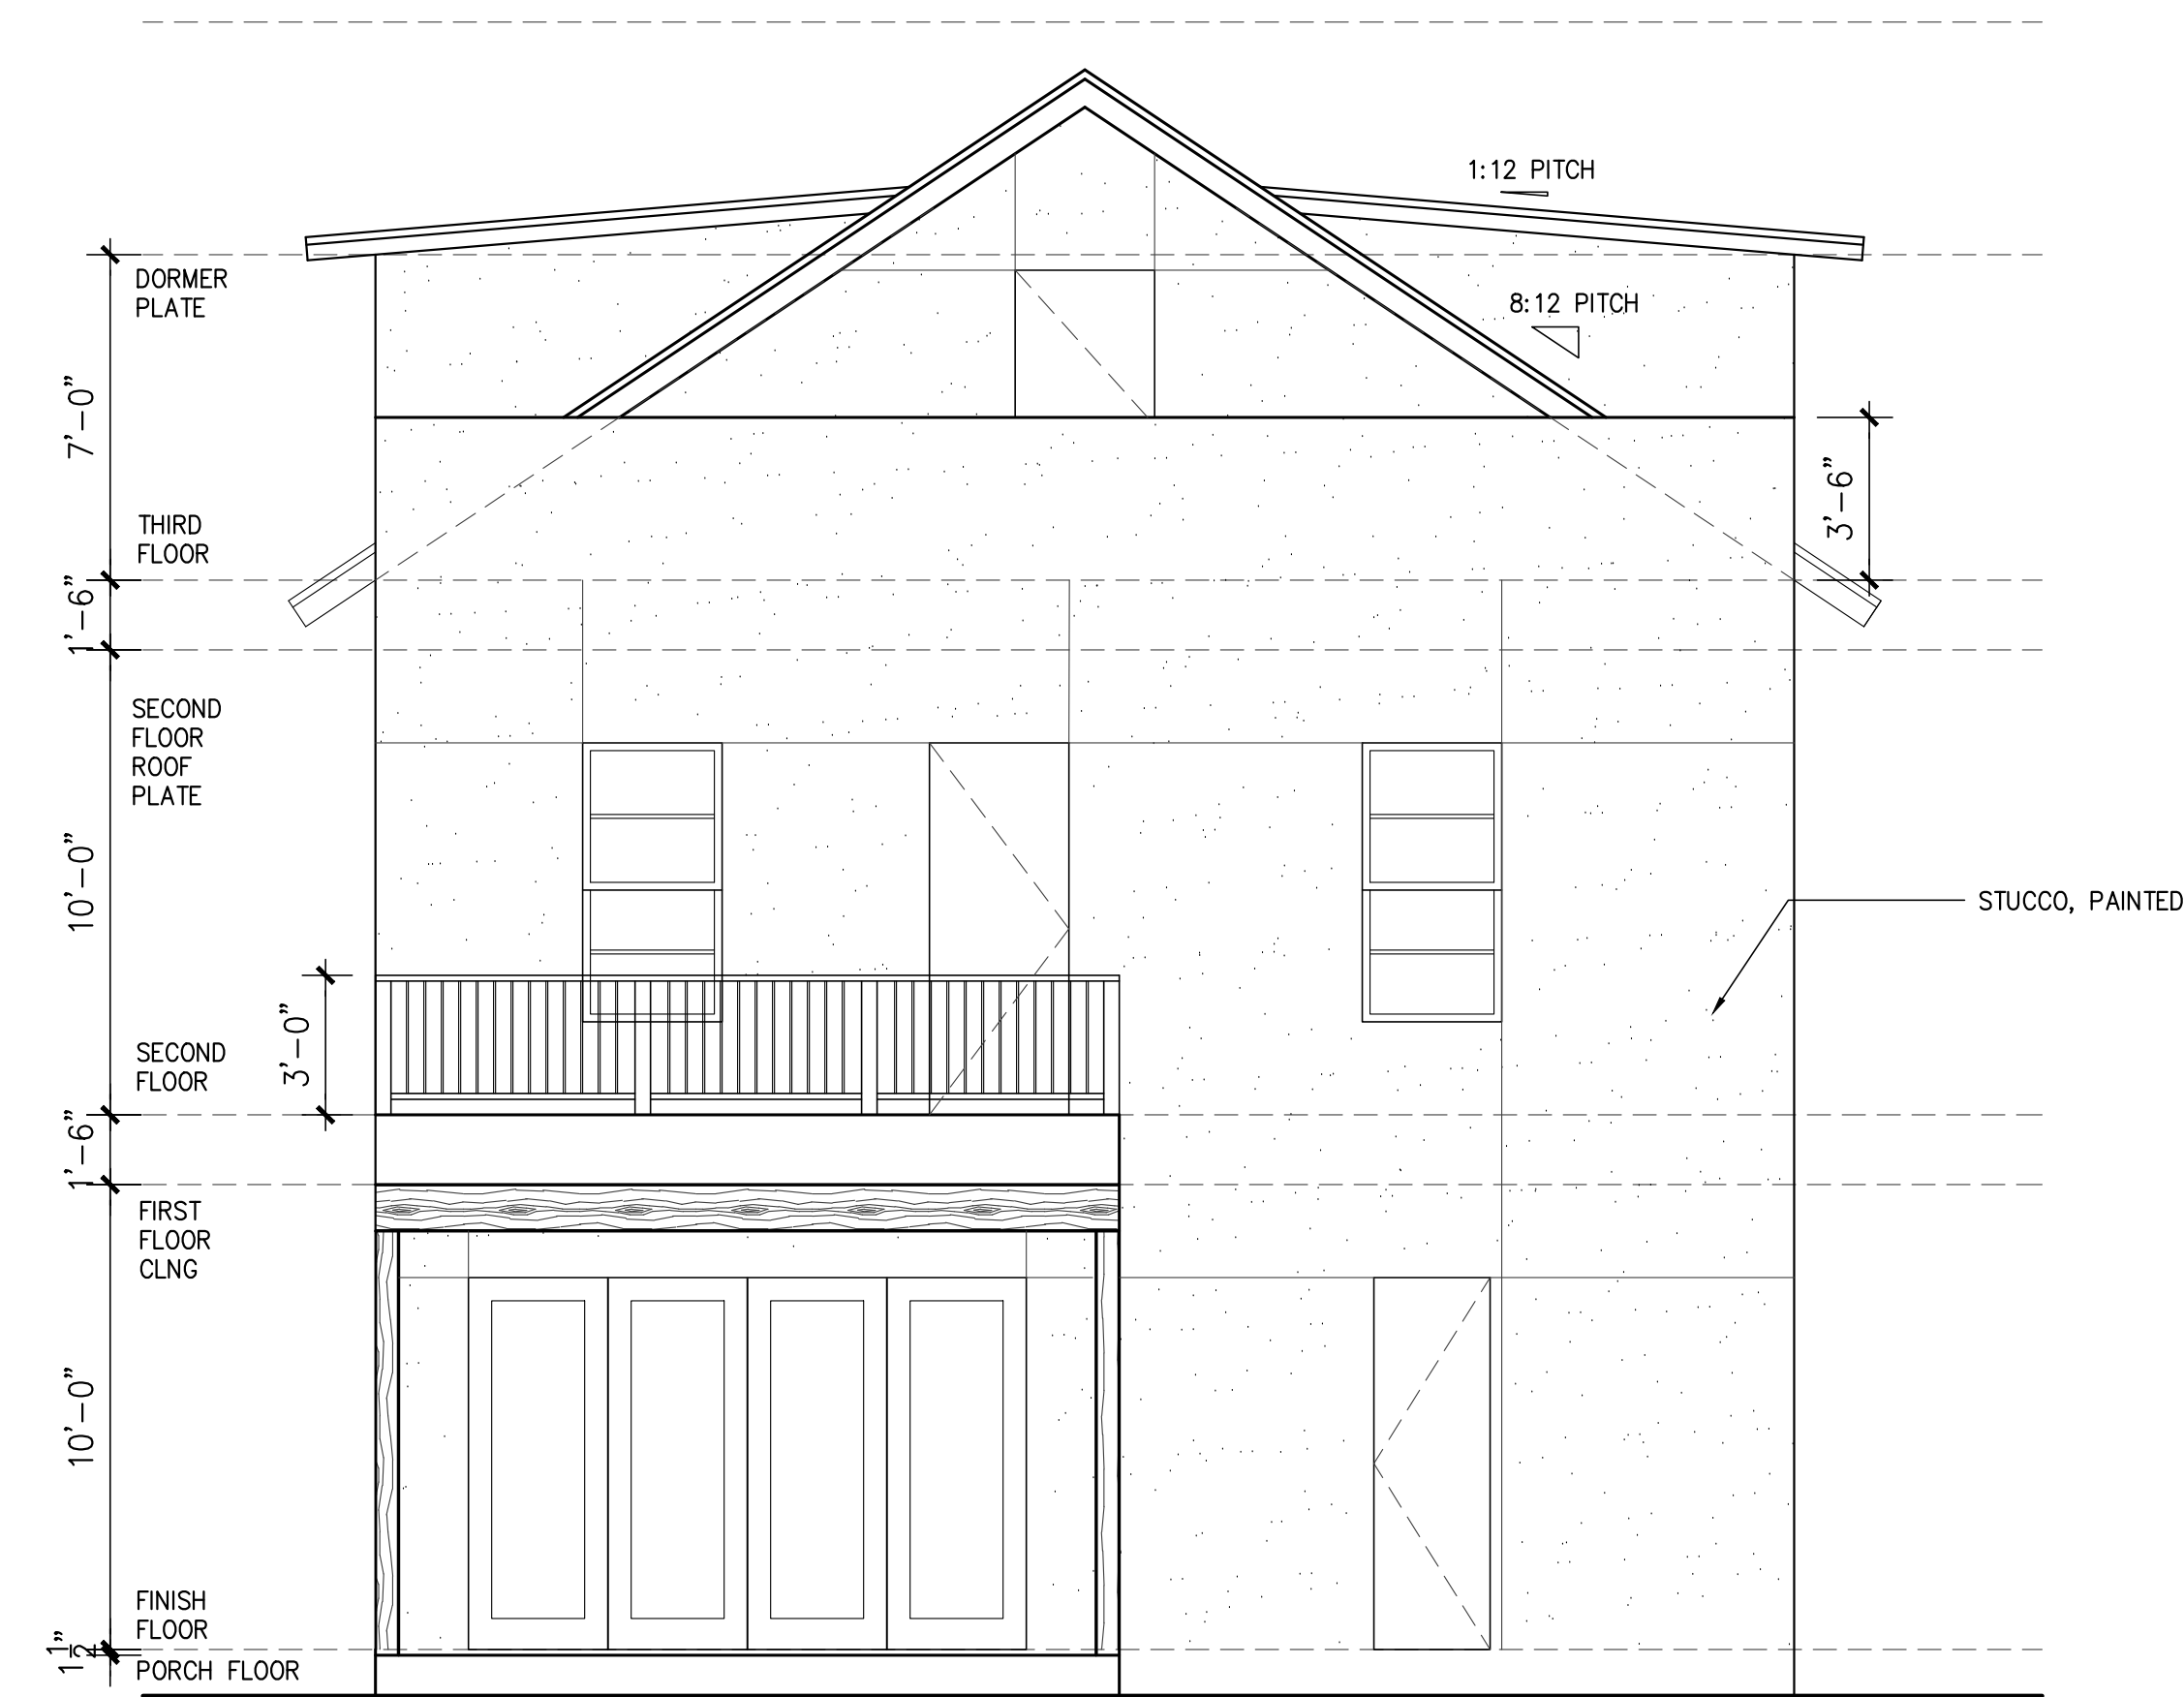 1:12 PITCH
DORMER
PLATE
8:12 PITCH
7'-0"
THIRD
FLOOR
3'-6"
1'-6"
SECOND
FLOOR
ROOF
PLATE
10'-0"
STUCCO, PAINTED
SECOND
FLOOR
3'-0"
1'-6"
FIRST
FLOOR
CLNG
10'-0"
FINISH
FLOOR
1 1/2"
PORCH FLOOR